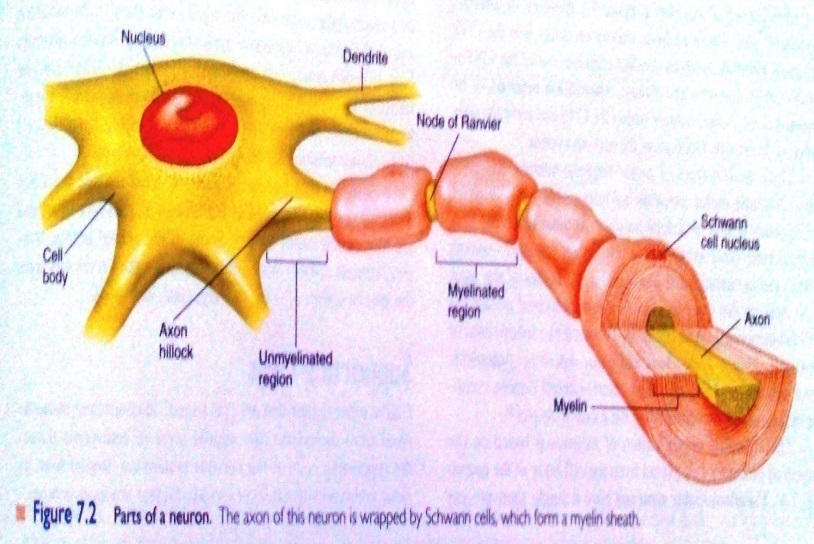 Nucleus
Dendrite
Node of Ranvier
Schwann
cell nucleus
Cell
body
Myelinated
region
Axon
Axon
hillock
Unmyelinated
region
Myelin
Figure 7.2 Parts of a neuron. The axon of this neuron is wrapped by Schwann cells, which form a myelin sheath.